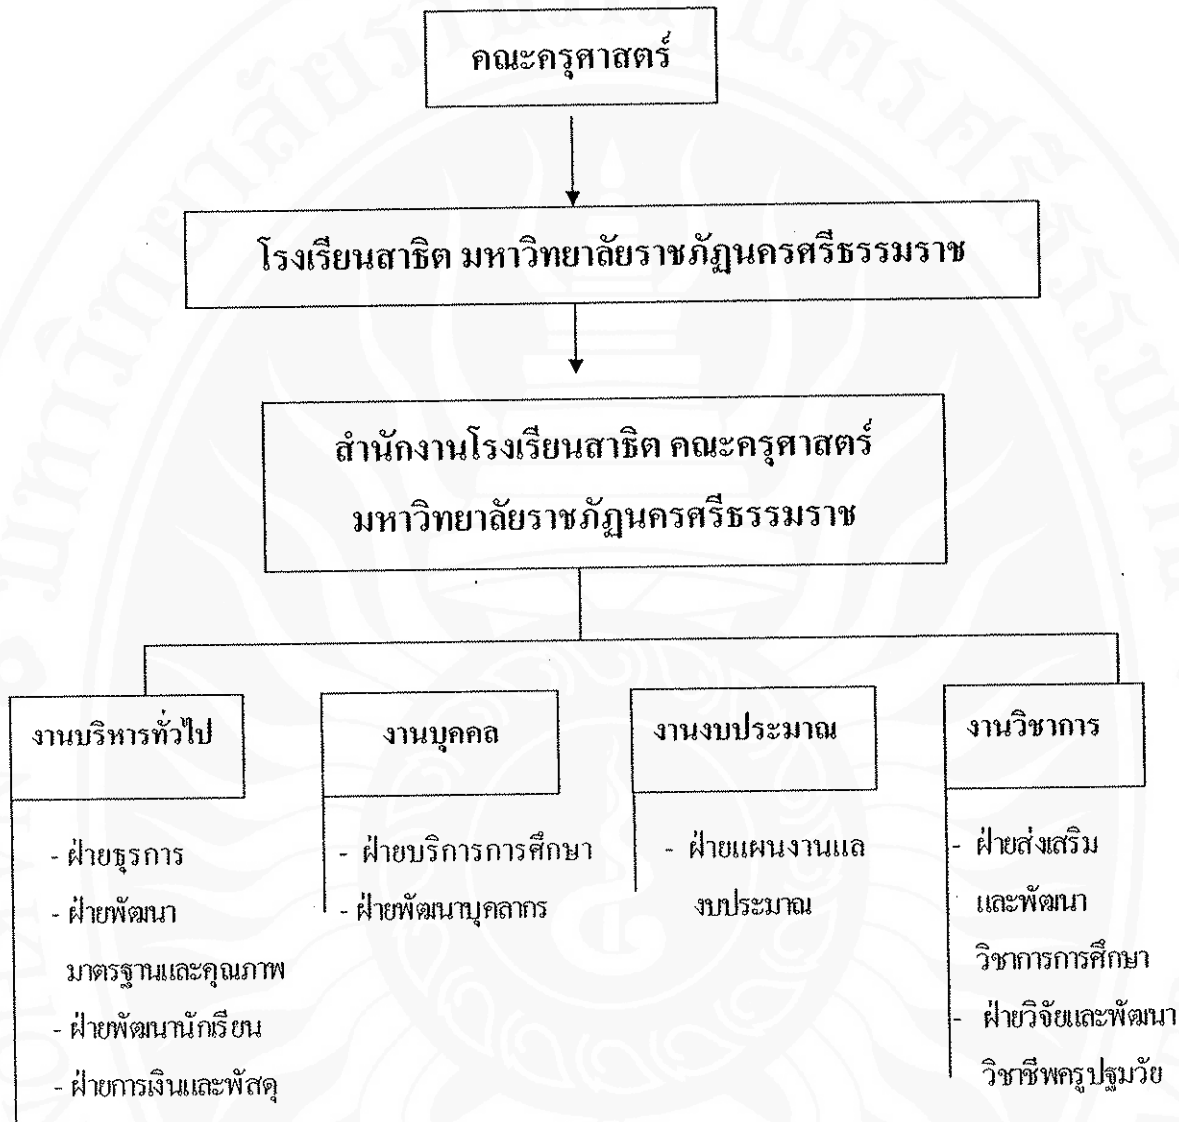 คณะครุศาสตร์
โรงเรียนสาธิต มหาวิทยาลัยราชภัฏนครศรีธรรมราช
สำนักงานโรงเรียนสาธิต คณะครุศาสตร์
มหาวิทยาลัยราชภัฏนครศรีธรรมราช
งานบริหารทั่วไป
- ฝ่ายธุรการ
- ฝ่ายพัฒนา
มาตรฐานและคุณภาพ
- ฝ่ายพัฒนานักเรียน
- ฝ่ายการเงินและพัสดุ
งานบุคคล
- ฝ่ายบริการการศึกษา
- ฝ่ายพัฒนาบุคลากร
งานงบประมาณ
- ฝ่ายแผนงานแล
งบประมาณ
งานวิชาการ
- ฝ่ายส่งเสริม
และพัฒนา
วิชาการการศึกษา
- ฝ่ายวิจัยและพัฒนา
วิชาชีพครูปฐมวัย